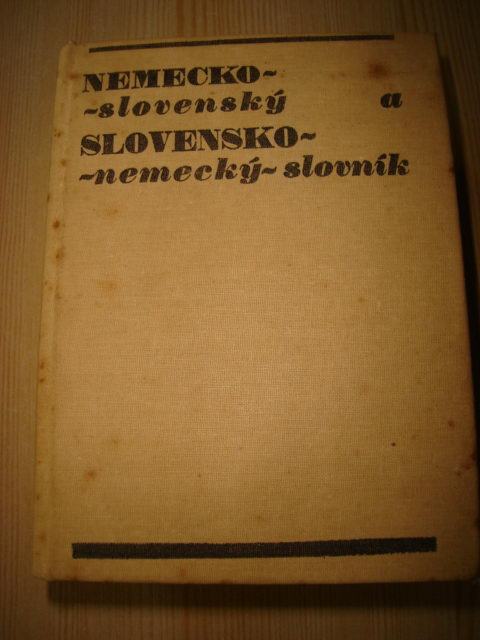 NEMECKO~
~slovenský a
SLOVENSKO~
~nemecký~ slovník